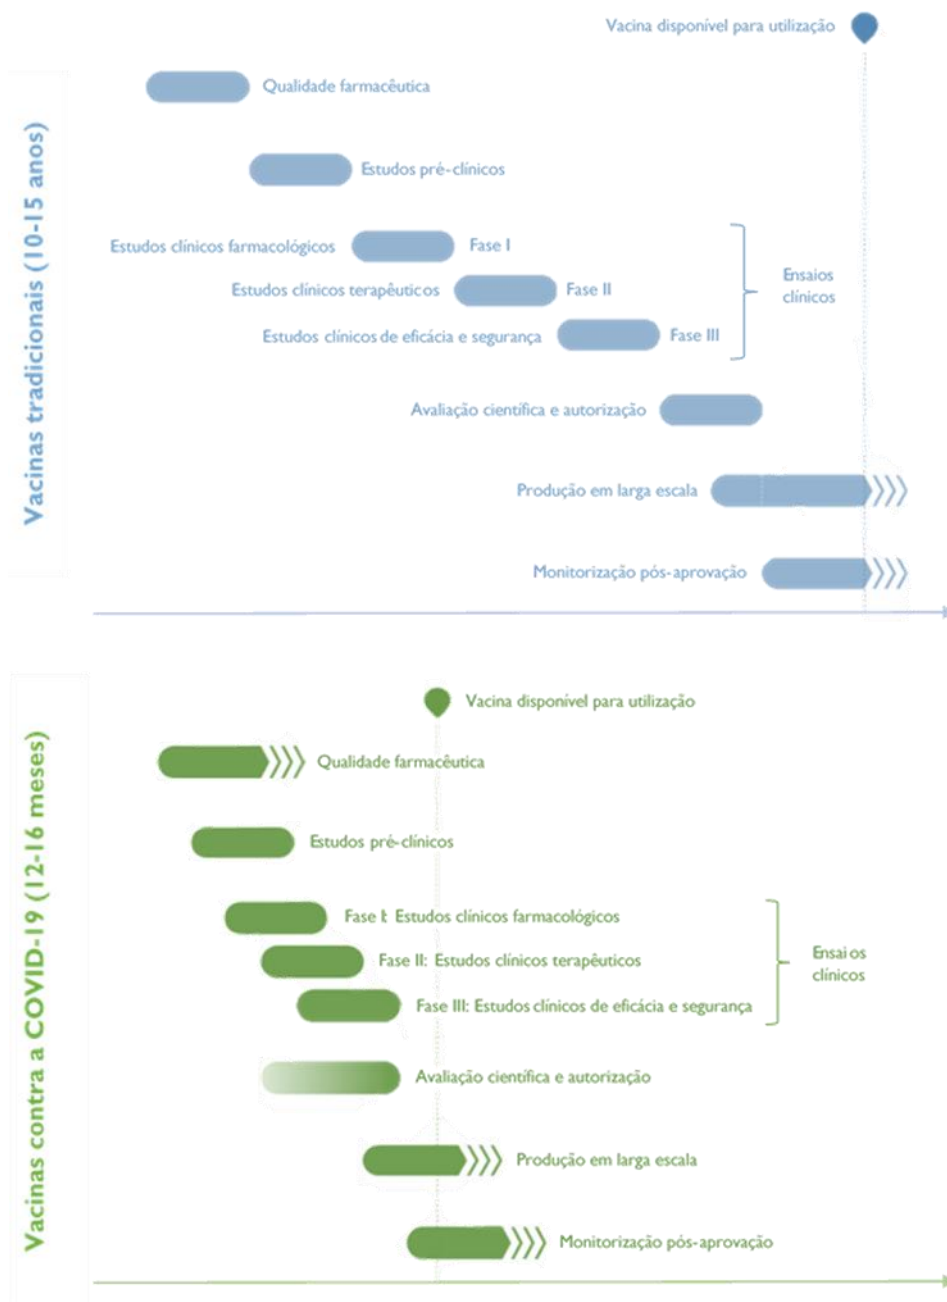 Vacina disponível para utilização
Vacinas tradicionais (10-15 anos)
Qualidade farmacêutica
Estudos pré-clínicos
Estudos clínicos farmacológicos
Fase I
Estudos clínicos terapêuticos
Fase II
Estudos clínicos de eficácia e segurança
Fase III
Ensaios
clínicos
Avaliação científica e autorização
Produção em larga escala
Monitorização pós-aprovação
Vacina disponível para utilização
Vacinas contra a COVID-19 (12-16 meses)
Qualidade farmacêutica
Estudos pré-clínicos
Fase I: Estudos clínicos farmacológicos
Fase II: Estudos clínicos terapêuticos
Fase III: Estudos clínicos de eficácia e segurança
Ensaios
clínicos
Avaliação científica e autorização
Produção em larga escala
Monitorização pós-aprovação